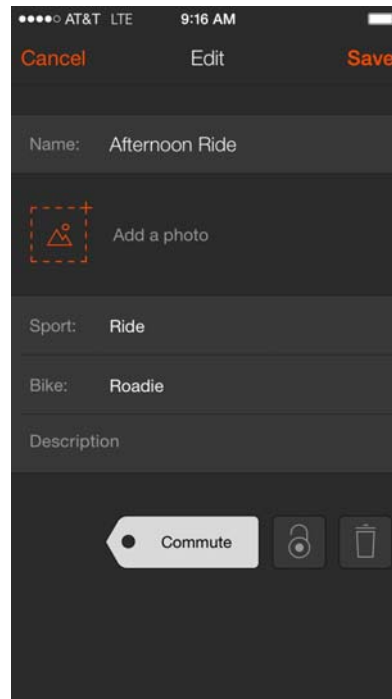 AT&T LTE 9:16 AM
Cancel Edit Save
Name: Afternoon Ride
Add a photo
Sport: Ride
Bike: Roadie
Description
Commute